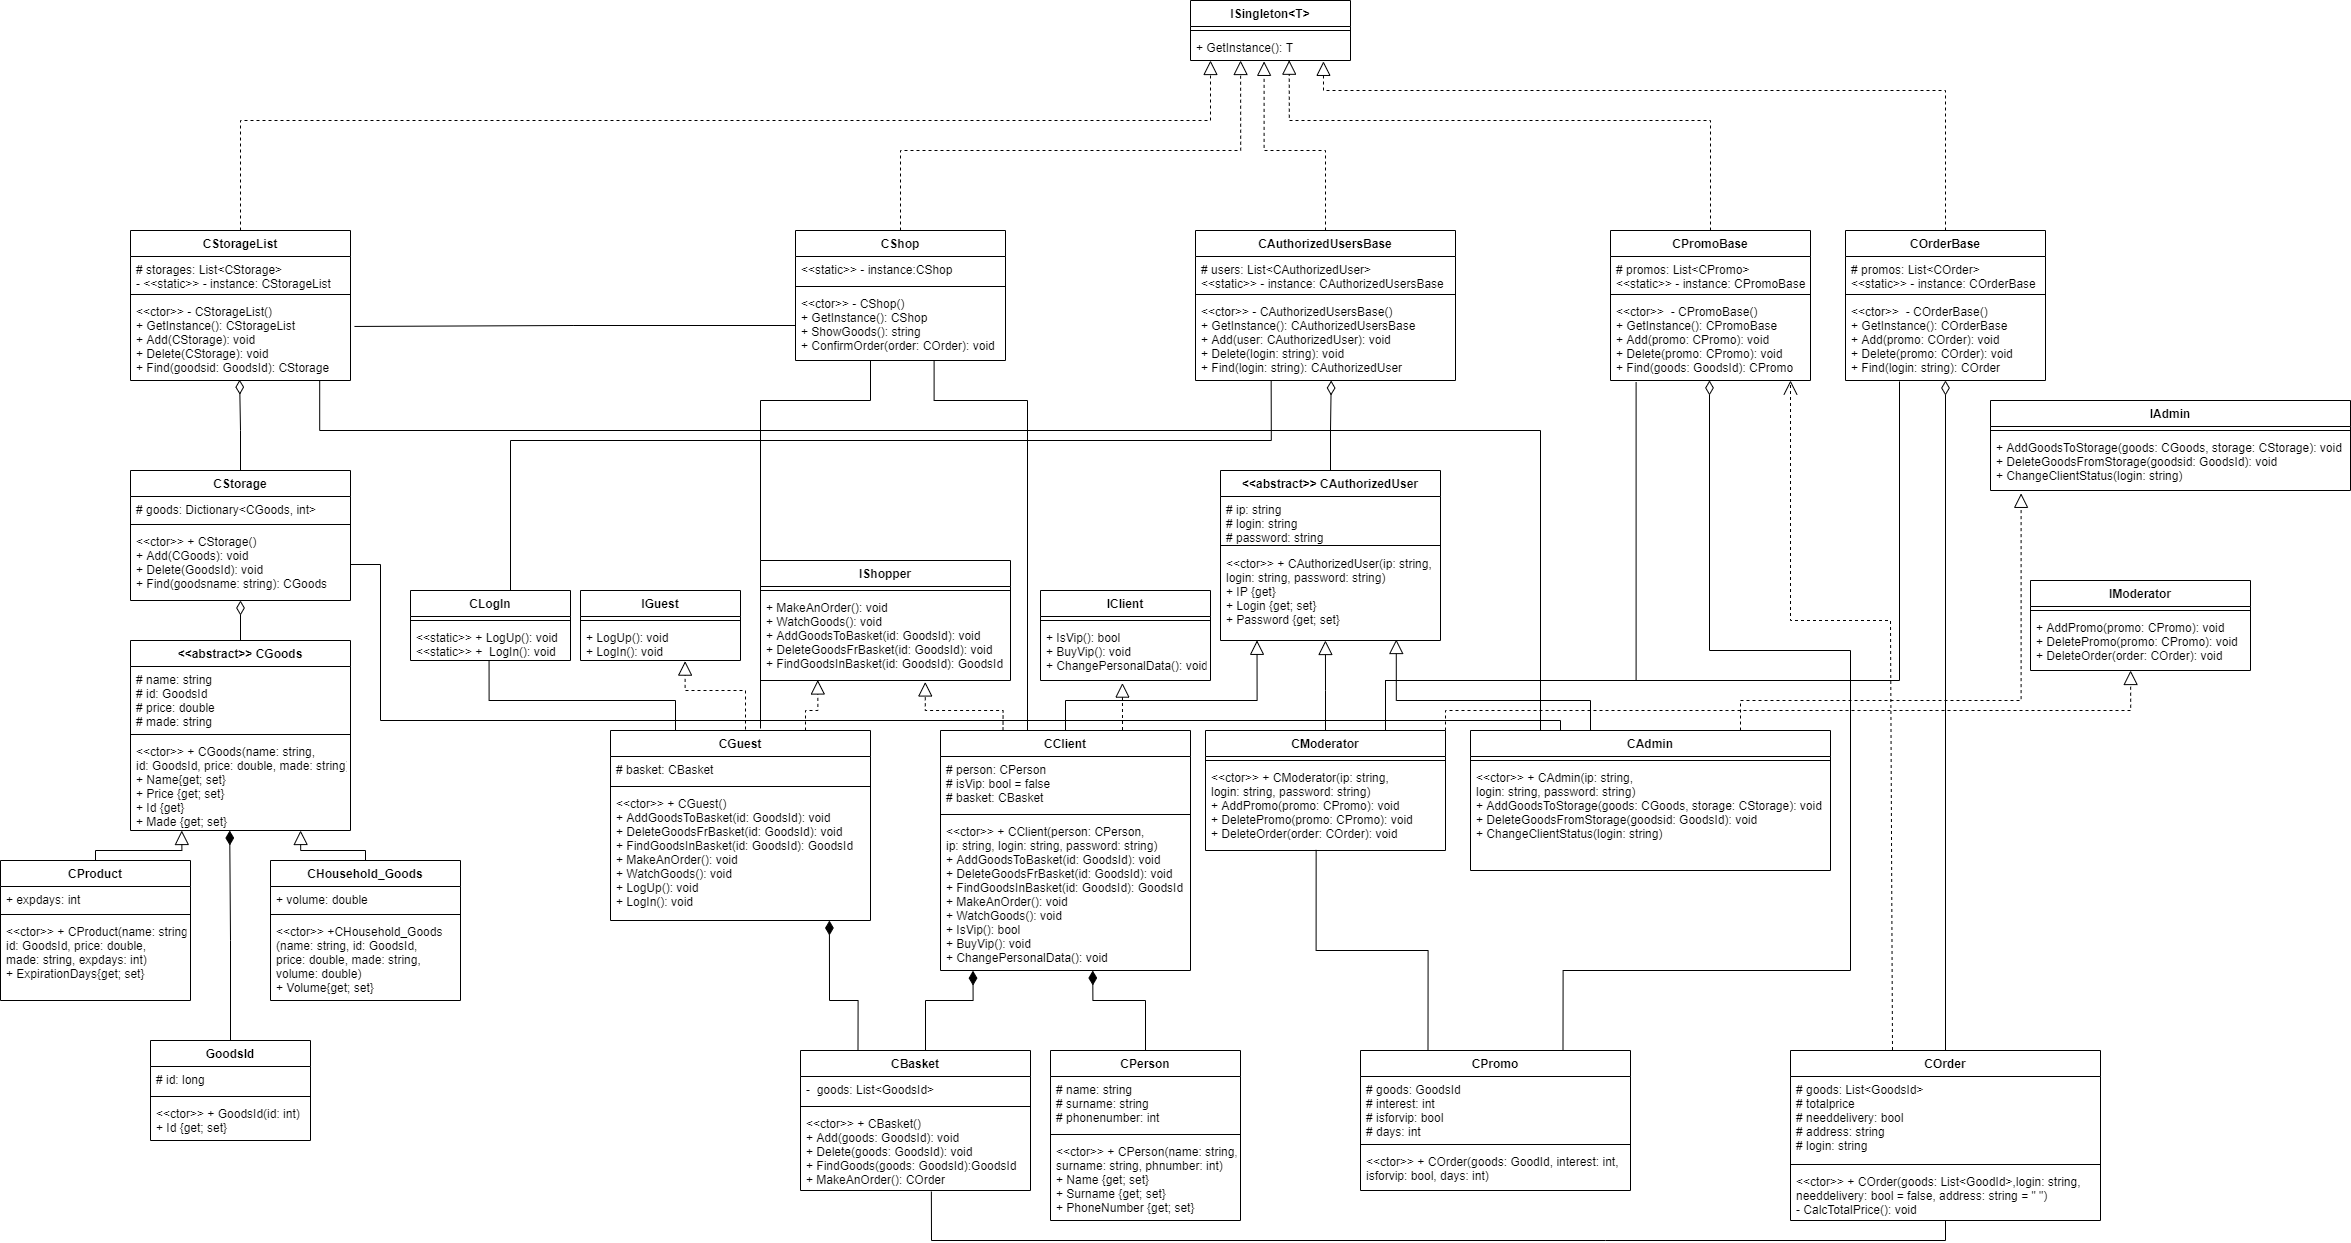 ISingleton<T>
+ GetInstance(): T
CStorageList
# storages: List<CStorage>
- <<static>> - instance: CStorageList
<<ctor>> - CStorageList()
+ GetInstance(): CStorageList
+ Add(CStorage): void
+ Delete(CStorage): void
+ Find(goodsid: GoodsId): CStorage
CShop
<<static>> - instance:CShop
<<ctor>> - CShop()
+ GetInstance(): CShop
+ ShowGoods(): string
+ ConfirmOrder(order: COrder): void
CAuthorizedUsersBase
# users: List<CAuthorizedUser>
<<static>> - instance: CAuthorizedUsersBase
<<ctor>> - CAuthorizedUsersBase()
+ GetInstance(): CAuthorizedUsersBase
+ Add(user: CAuthorizedUser): void
+ Delete(login: string): void
+ Find(login: string): CAuthorizedUser
CPromoBase
# promos: List<CPromo>
<<static>> - instance: CPromoBase
<<ctor>>  - CPromoBase()
+ GetInstance(): CPromoBase
+ Add(promo: CPromo): void
+ Delete(promo: CPromo): void
+ Find(goods: GoodsId): CPromo
COrderBase
# promos: List<COrder>
<<static>> - instance: COrderBase
<<ctor>>  - COrderBase()
+ GetInstance(): COrderBase
+ Add(promo: COrder): void
+ Delete(promo: COrder): void
+ Find(login: string): COrder
IAdmin
+ AddGoodsToStorage(goods: CGoods, storage: CStorage): void
+ DeleteGoodsFromStorage(goodsid: GoodsId): void
+ ChangeClientStatus(login: string)
CStorage
# goods: Dictionary<CGoods, int>
<<ctor>> + CStorage()
+ Add(CGoods): void
+ Delete(GoodsId): void
+ Find(goodsname: string): CGoods
<<abstract>> CAuthorizedUser
# ip: string
# login: string
# password: string
<<ctor>> + CAuthorizedUser(ip: string,
login: string, password: string)
+ IP {get}
+ Login {get; set}
+ Password {get; set}
CLogIn
<<static>> + LogUp(): void
<<static>> +  LogIn(): void
IGuest
+ LogUp(): void
+ LogIn(): void
IShopper
+ MakeAnOrder(): void
+ WatchGoods(): void
+ AddGoodsToBasket(id: GoodsId): void
+ DeleteGoodsFrBasket(id: GoodsId): void
+ FindGoodsInBasket(id: GoodsId): GoodsId
IClient
+ IsVip(): bool
+ BuyVip(): void
+ ChangePersonalData(): void
IModerator
+ AddPromo(promo: CPromo): void
+ DeletePromo(promo: CPromo): void
+ DeleteOrder(order: COrder): void
<<abstract>> CGoods
# name: string
# id: GoodsId
# price: double
# made: string
<<ctor>> + CGoods(name: string,
id: GoodsId, price: double, made: string
+ Name{get; set}
+ Price {get; set}
+ Id {get}
+ Made {get; set}
CGuest
# basket: CBasket
<<ctor>> + CGuest()
+ AddGoodsToBasket(id: GoodsId): void
+ DeleteGoodsFrBasket(id: GoodsId): void
+ FindGoodsInBasket(id: GoodsId): GoodsId
+ MakeAnOrder(): void
+ WatchGoods(): void
+ LogUp(): void
+ LogIn(): void
CClient
# person: CPerson
# isVip: bool = false
# basket: CBasket
<<ctor>> + CClient(person: CPerson,
ip: string, login: string, password: string)
+ AddGoodsToBasket(id: GoodsId): void
+ DeleteGoodsFrBasket(id: GoodsId): void
+ FindGoodsInBasket(id: GoodsId): GoodsId
+ MakeAnOrder(): void
+ WatchGoods(): void
+ IsVip(): bool
+ BuyVip(): void
+ ChangePersonalData(): void
CModerator
<<ctor>> + CModerator(ip: string,
login: string, password: string)
+ AddPromo(promo: CPromo): void
+ DeletePromo(promo: CPromo): void
+ DeleteOrder(order: COrder): void
CAdmin
<<ctor>> + CAdmin(ip: string,
login: string, password: string)
+ AddGoodsToStorage(goods: CGoods, storage: CStorage): void
+ DeleteGoodsFromStorage(goodsid: GoodsId): void
+ ChangeClientStatus(login: string)
CProduct
+ expdays: int
<<ctor>> + CProduct(name: string
id: GoodsId, price: double,
made: string, expdays: int)
+ ExpirationDays{get; set}
CHousehold_Goods
+ volume: double
<<ctor>> +CHousehold_Goods
(name: string, id: GoodsId,
price: double, made: string,
volume: double)
+ Volume{get; set}
GoodsId
# id: long
<<ctor>> + GoodsId(id: int)
+ Id {get; set}
CBasket
-  goods: List<GoodsId>
<<ctor>> + CBasket()
+ Add(goods: GoodsId): void
+ Delete(goods: GoodsId): void
+ FindGoods(goods: GoodsId):GoodsId
+ MakeAnOrder(): COrder
CPerson
# name: string
# surname: string
# phonenumber: int
<<ctor>> + CPerson(name: string,
surname: string, phnumber: int)
+ Name {get; set}
+ Surname {get; set}
+ PhoneNumber {get; set}
CPromo
# goods: GoodsId
# interest: int
# isforvip: bool
# days: int
<<ctor>> + COrder(goods: GoodId, interest: int,
isforvip: bool, days: int)
COrder
# goods: List<GoodsId>
# totalprice
# needdelivery: bool
# address: string
# login: string
<<ctor>> + COrder(goods: List<GoodId>,login: string,
needdelivery: bool = false, address: string = " ")
- CalcTotalPrice(): void